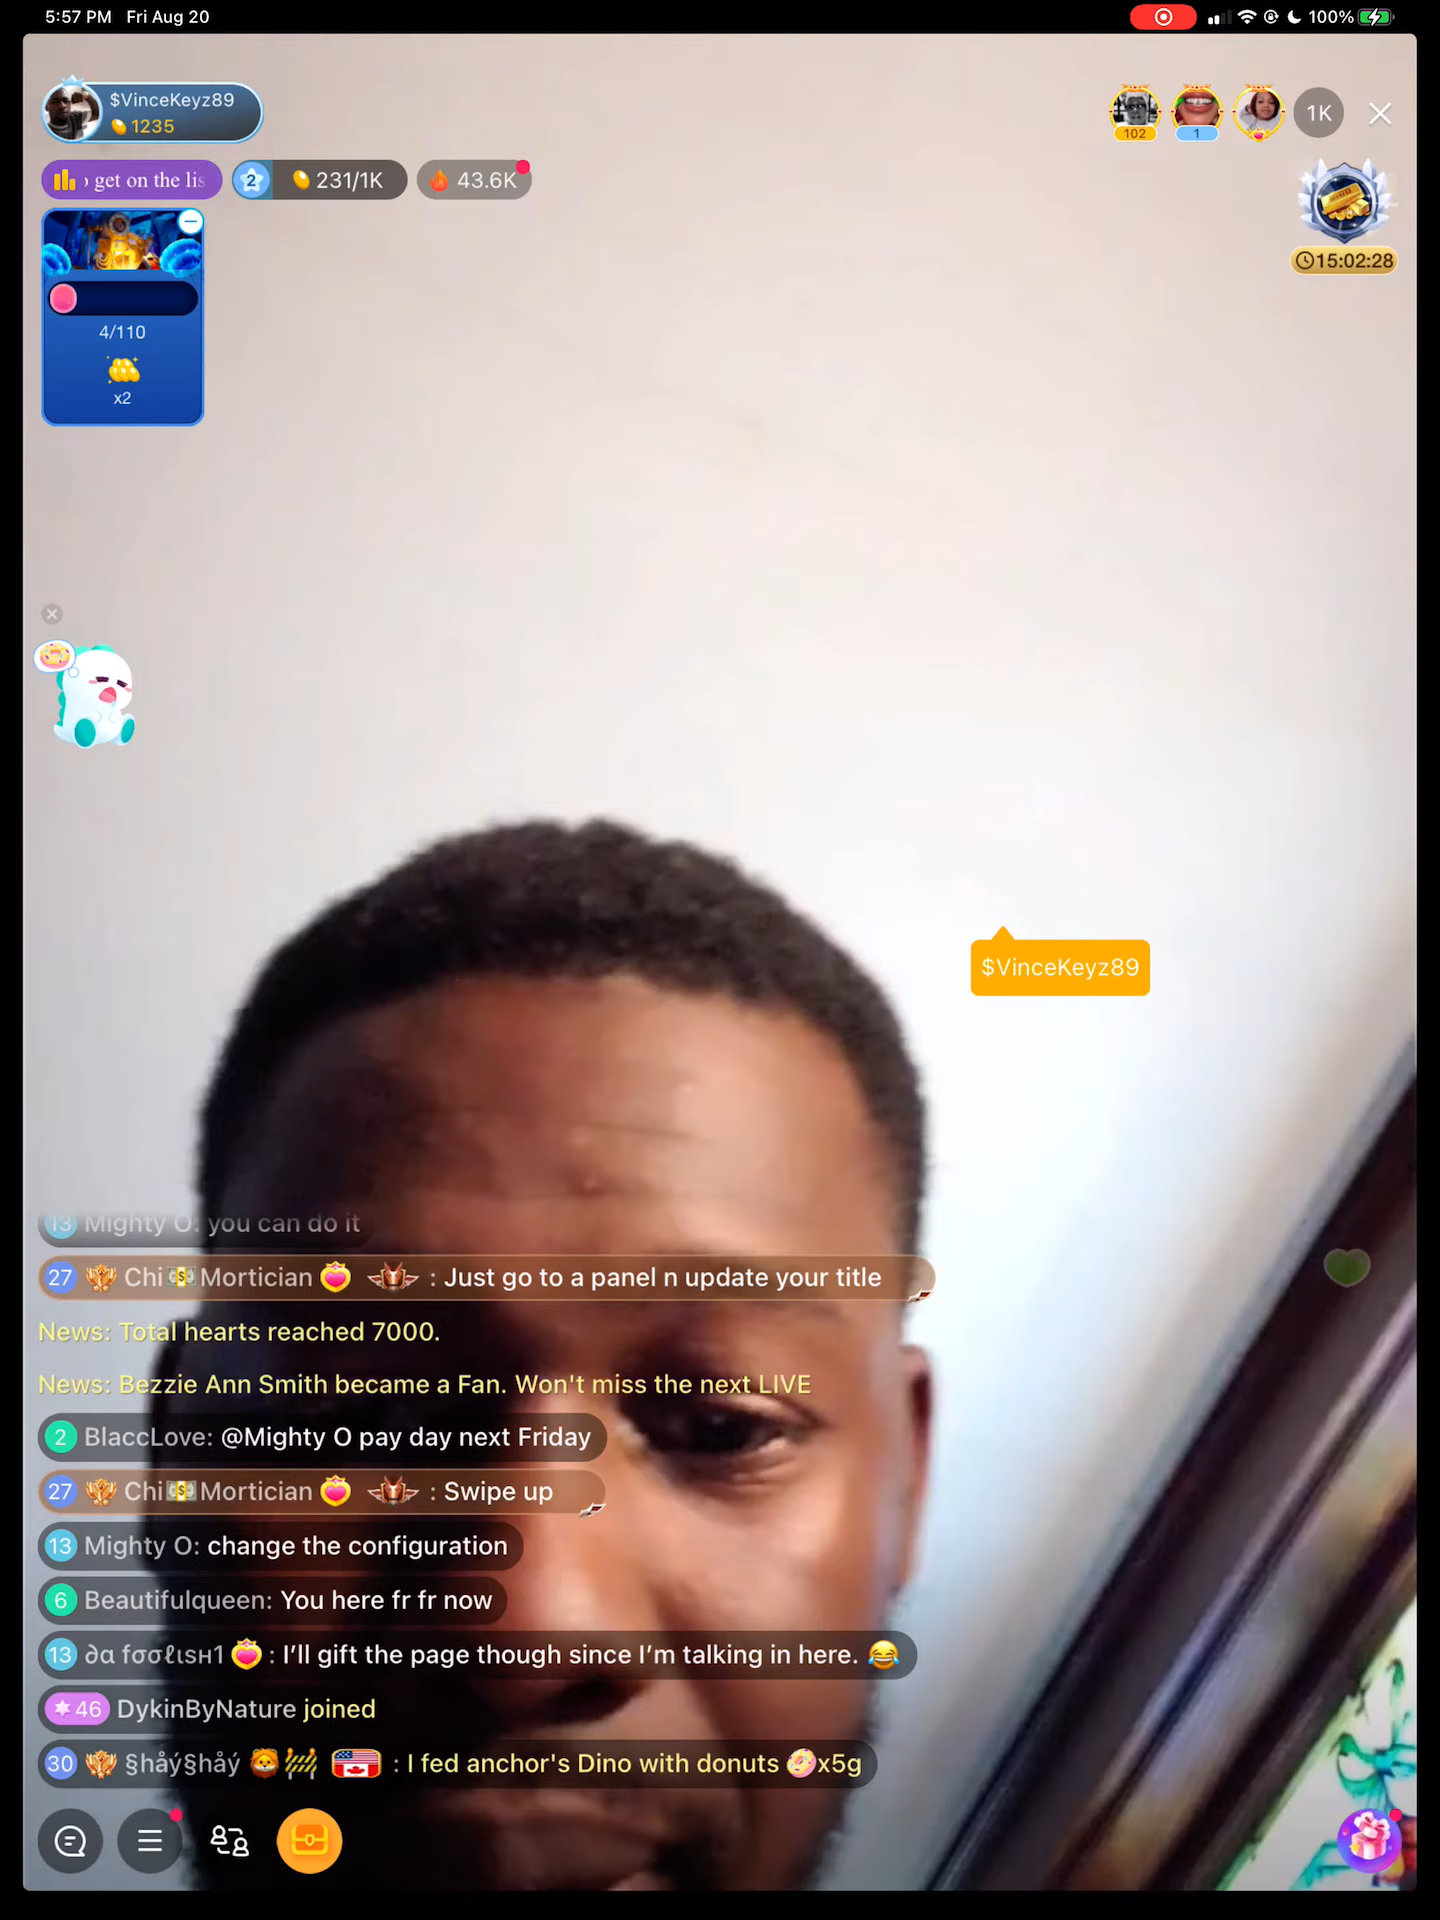 5:57 PM Fri Aug 20
100%
$VinceKeyz89
1235
102
1
1K
get on the lis
2
231/1K
43.6K
15:02:28
4/110
x2
$VinceKeyz89
13 Mighty O: you can do it
27 Chi💵Mortician : Just go to a panel n update your title
News: Total hearts reached 7000.
News: Bezzie Ann Smith became a Fan. Won't miss the next LIVE
2 BlaccLove: @Mighty O pay day next Friday
27 Chi💵Mortician : Swipe up
13 Mighty O: change the configuration
6 Beautifulqueen: You here fr fr now
13 ∂α fσσℓιsн1 : I’ll gift the page though since I’m talking in here. 😂
46 DykinByNature joined
30 §håý§håý 🦁🚧 : I fed anchor's Dino with donuts 🍩x5g